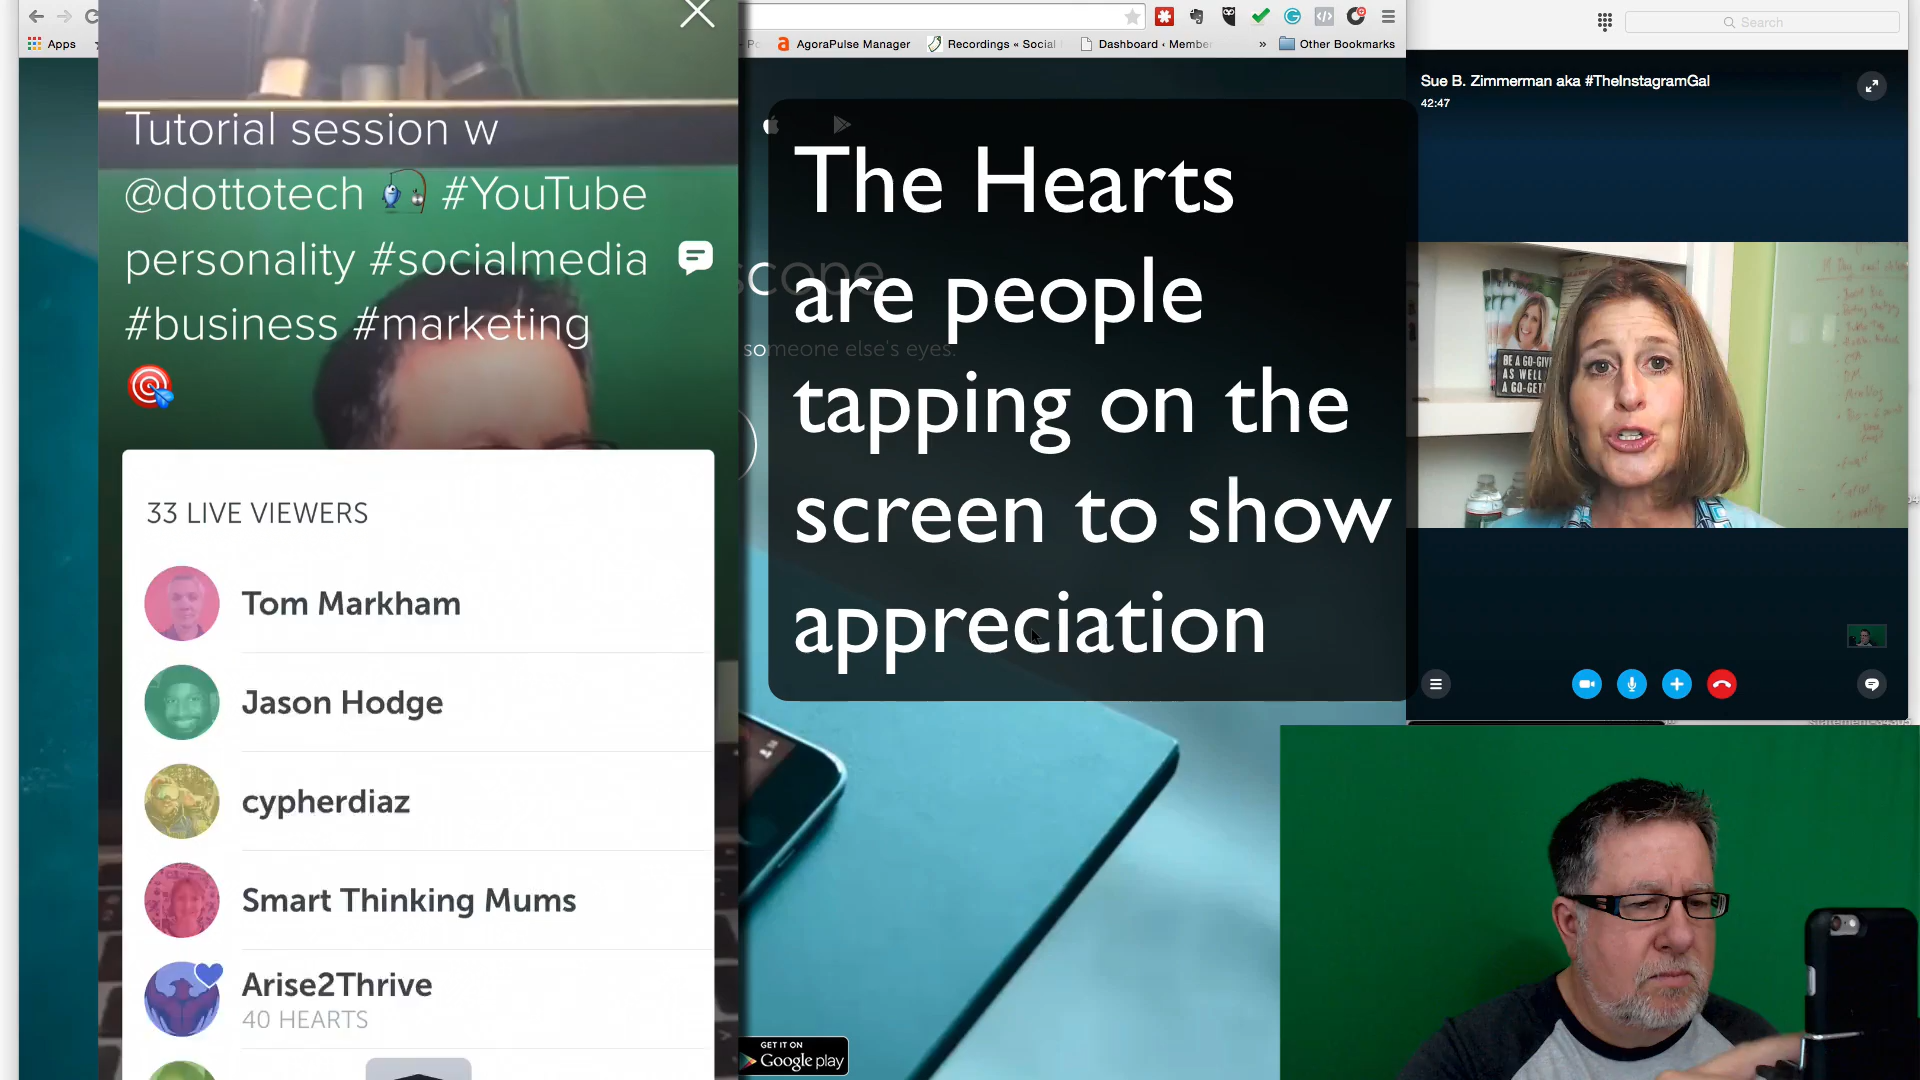 Apps
AgoraPulse Manager
Recordings « Social
Dashboard ‹ Member
»
Other Bookmarks
Search
Tutorial session w
@dottotech 🎣 #YouTube
personality #socialmedia
#business #marketing
🎯
33 LIVE VIEWERS
Tom Markham
Jason Hodge
cypherdiaz
Smart Thinking Mums
Arise2Thrive
40 HEARTS
scope
someone else's eyes.
The Hearts
are people
tapping on the
screen to show
appreciation
GET IT ON
Google play
Sue B. Zimmerman aka #TheInstagramGal
42:47
BE A GO-GIV
AS WELL
A GO-GET